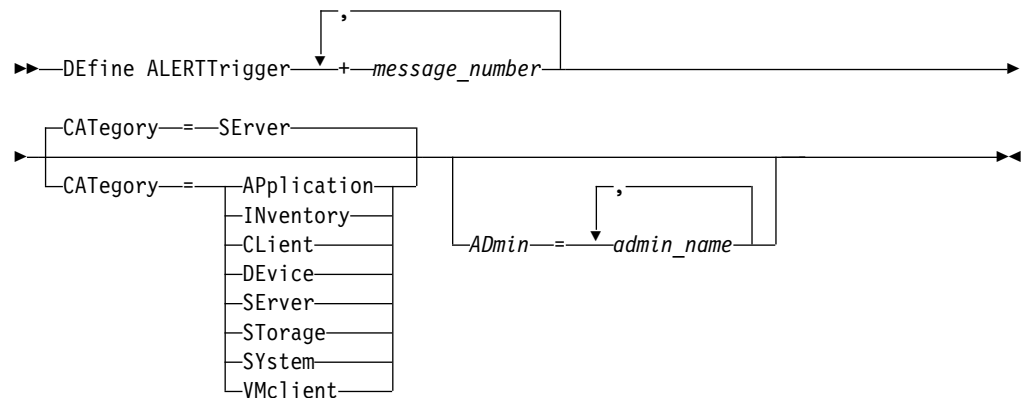 ,
DEfine ALERTTrigger + message_number
CATegory = SErver
CATegory = APplication
INventory
CLient
DEvice
SErver
STorage
SYstem
VMclient
,
ADmin = admin_name